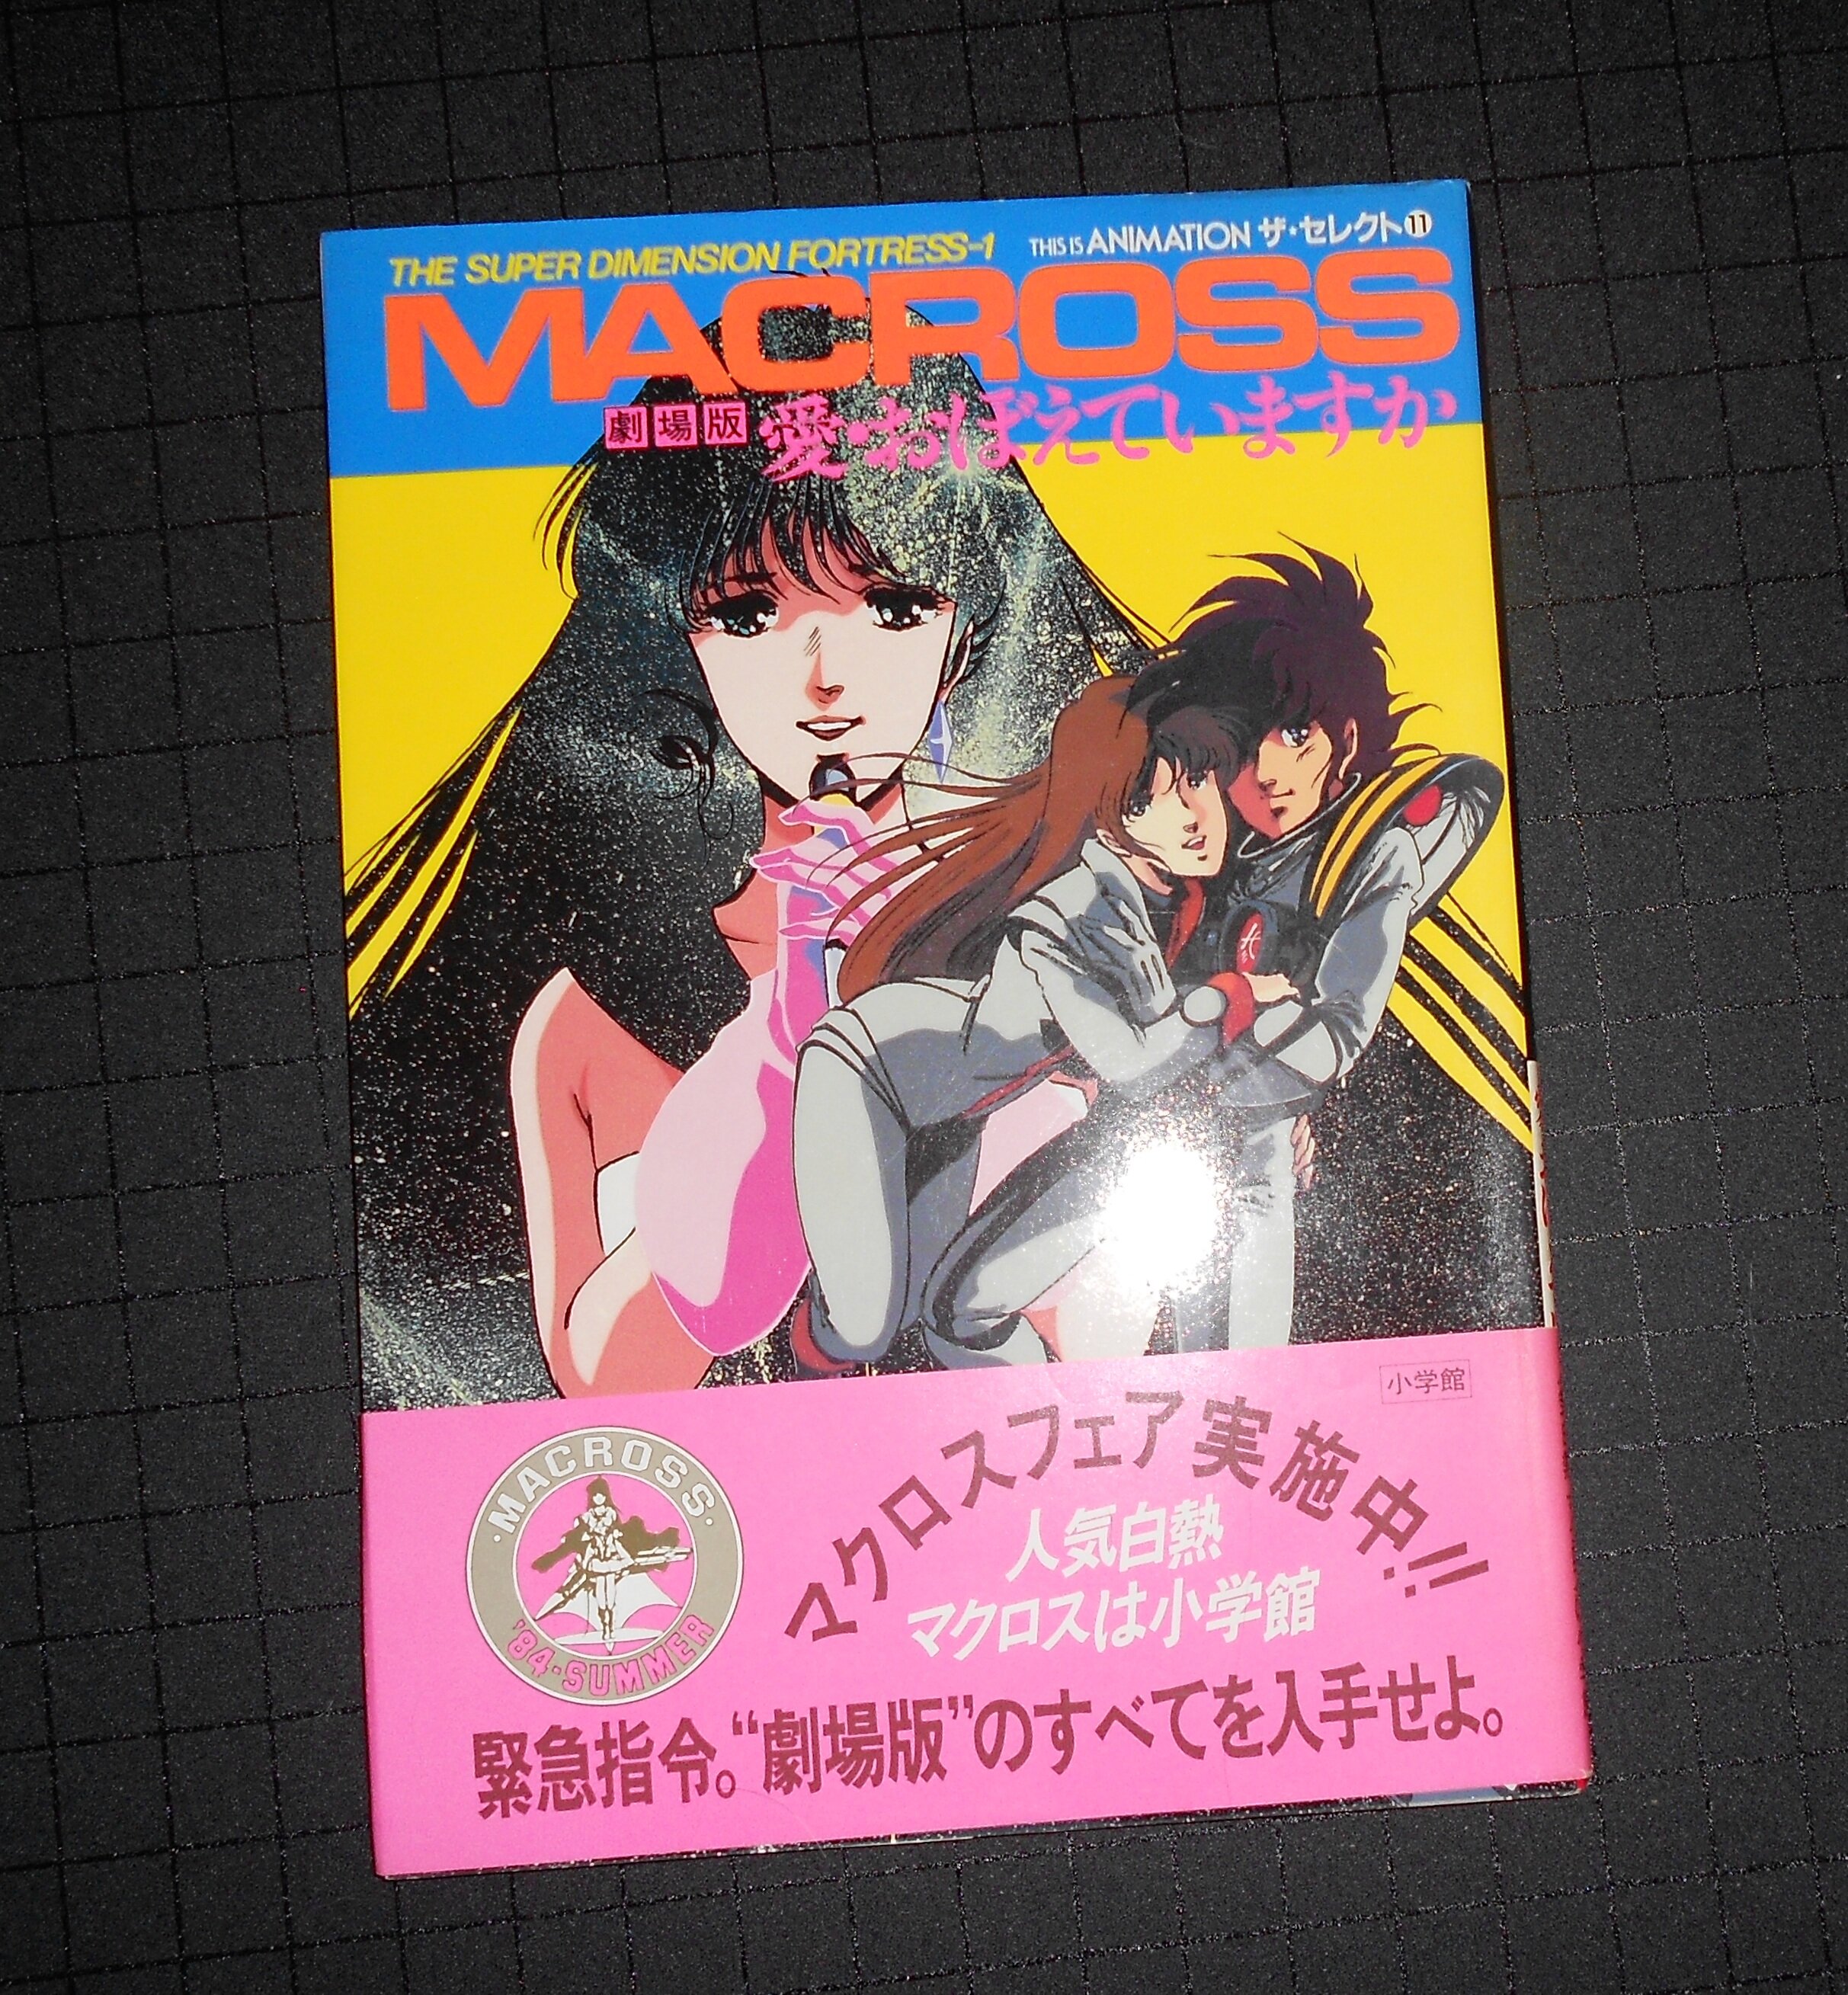 THE SUPER DIMENSION FORTRESS-1
THIS IS ANIMATION ザ・セレクト11
MACROSS
劇場版 愛・おぼえていますか
小学館
マクロスフェア実施中!!
人気白熱
マクロスは小学館
MACROSS
'84・SUMMER
緊急指令。“劇場版”のすべてを入手せよ。